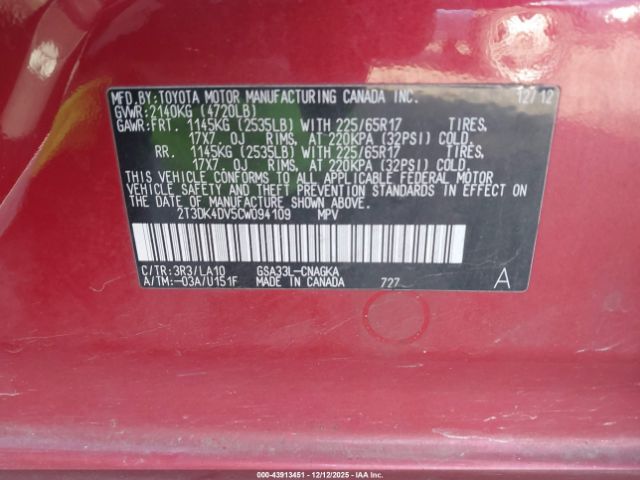 MFD. BY:TOYOTA MOTOR MANUFACTURING CANADA INC. 12/12
GVWR:2140KG (4720LB)
GAWR:FRT. 1145KG (2535LB) WITH 225/65R17 TIRES,
17X7.0J RIMS, AT 220KPA (32PSI) COLD
RR. 1145KG (2535LB) WITH 225/65R17 TIRES,
17X7.0J RIMS, AT 220KPA (32PSI) COLD.
THIS VEHICLE CONFORMS TO ALL APPLICABLE FEDERAL MOTOR
VEHICLE SAFETY AND THEFT PREVENTION STANDARDS IN EFFECT ON
THE DATE OF MANUFACTURE SHOWN ABOVE.
2T3DK4DV5CW094109 MPV
C/TR:3R3/LA10 GSA33L-CNAGKA
A/TM:-03A/U151F MADE IN CANADA 727 A
000-43913451 - 12/12/2025 - IAA Inc.